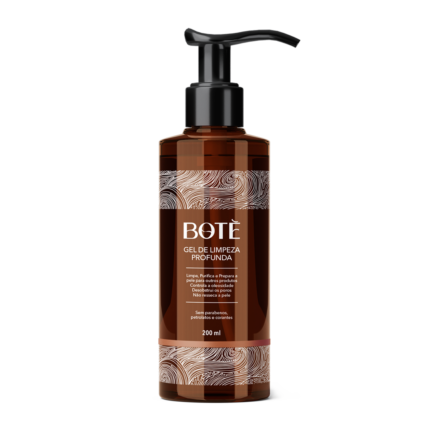 BOTÈ
GEL DE LIMPEZA
PROFUNDA
Limpa, Purifica e Prepara a
pele para outros produtos
Controla a oleosidade
Desobstrui os poros
Não resseca a pele
Sem parabenos,
petrolatos e corantes
200 ml